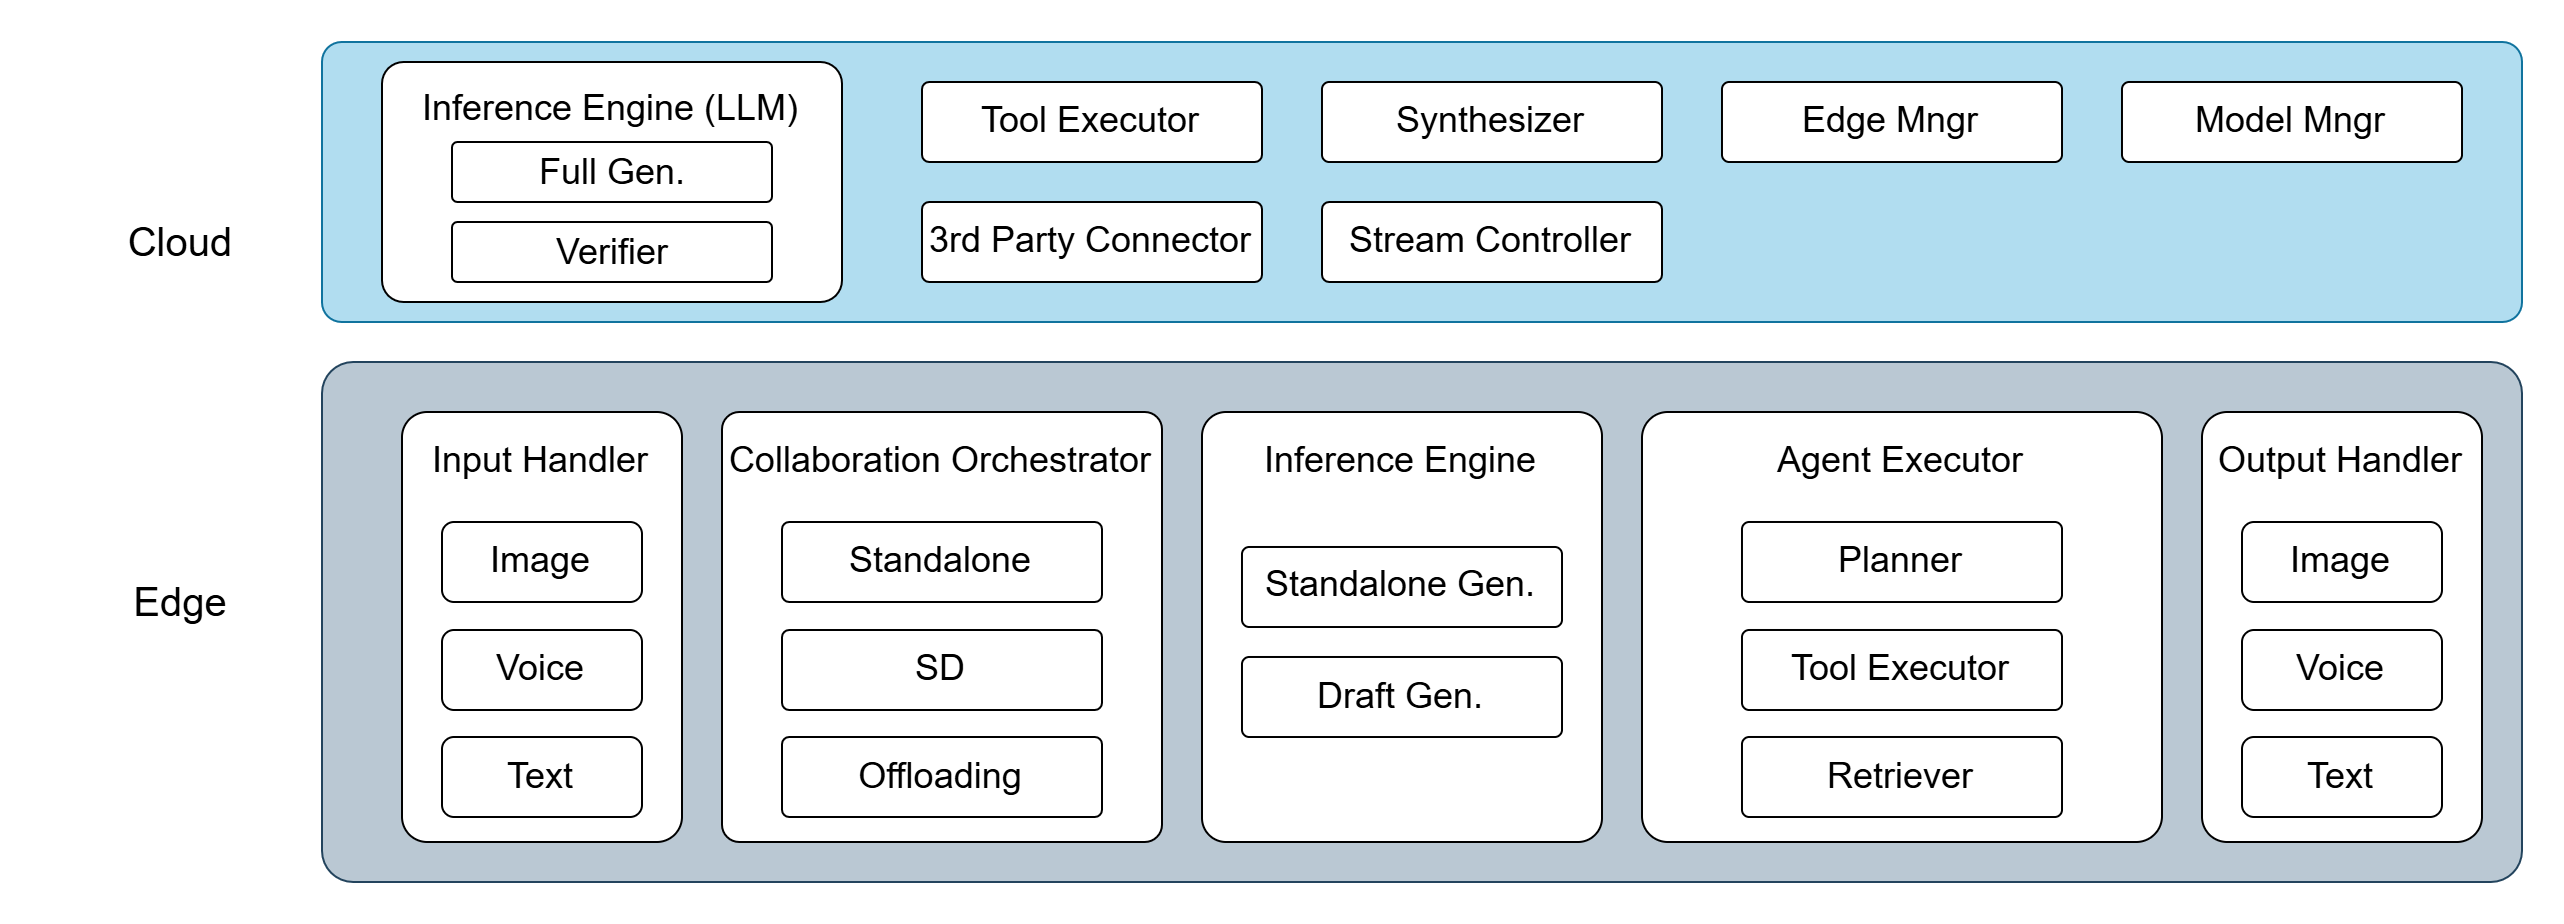 Cloud
Inference Engine (LLM)
Full Gen.
Verifier
Tool Executor
Synthesizer
Edge Mngr
Model Mngr
3rd Party Connector
Stream Controller
Edge
Input Handler
Image
Voice
Text
Collaboration Orchestrator
Standalone
SD
Offloading
Inference Engine
Standalone Gen.
Draft Gen.
Agent Executor
Planner
Tool Executor
Retriever
Output Handler
Image
Voice
Text